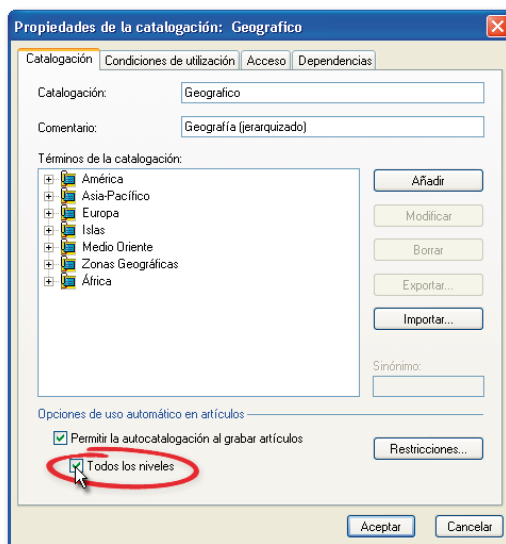 Propiedades de la catalogación: Geografico
Catalogación Condiciones de utilización Acceso Dependencias
Catalogación: Geografico
Comentario: Geografía (jerarquizado)
Términos de la catalogación:
América
Asia-Pacífico
Europa
Islas
Medio Oriente
Zonas Geográficas
África
Añadir
Modificar
Borrar
Exportar...
Importar...
Sinónimo:
Opciones de uso automático en artículos
Permitir la autocatalogación al grabar artículos
Todos los niveles
Restricciones...
Aceptar Cancelar